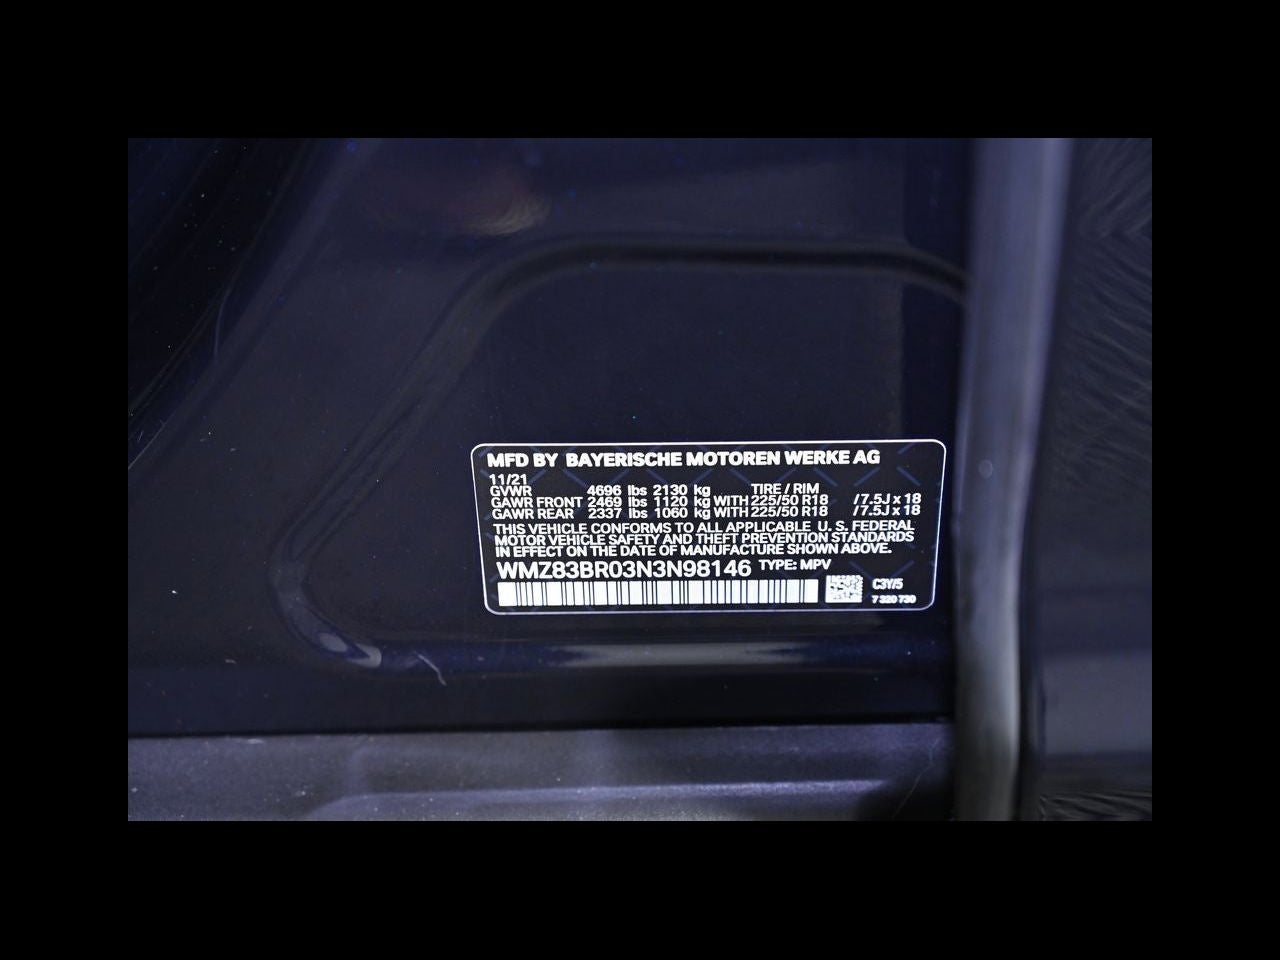 MFD BY BAYERISCHE MOTOREN WERKE AG
11/21
GVWR 4696 lbs 2130 kg TIRE / RIM
GAWR FRONT 2469 lbs 1120 kg WITH 225/50 R18 / 7.5J x 18
GAWR REAR 2337 lbs 1060 kg WITH 225/50 R18 / 7.5J x 18
THIS VEHICLE CONFORMS TO ALL APPLICABLE U. S. FEDERAL
MOTOR VEHICLE SAFETY AND THEFT PREVENTION STANDARDS
IN EFFECT ON THE DATE OF MANUFACTURE SHOWN ABOVE.
WMZ83BR03N3N98146 TYPE: MPV
C3Y/5
7 320 730